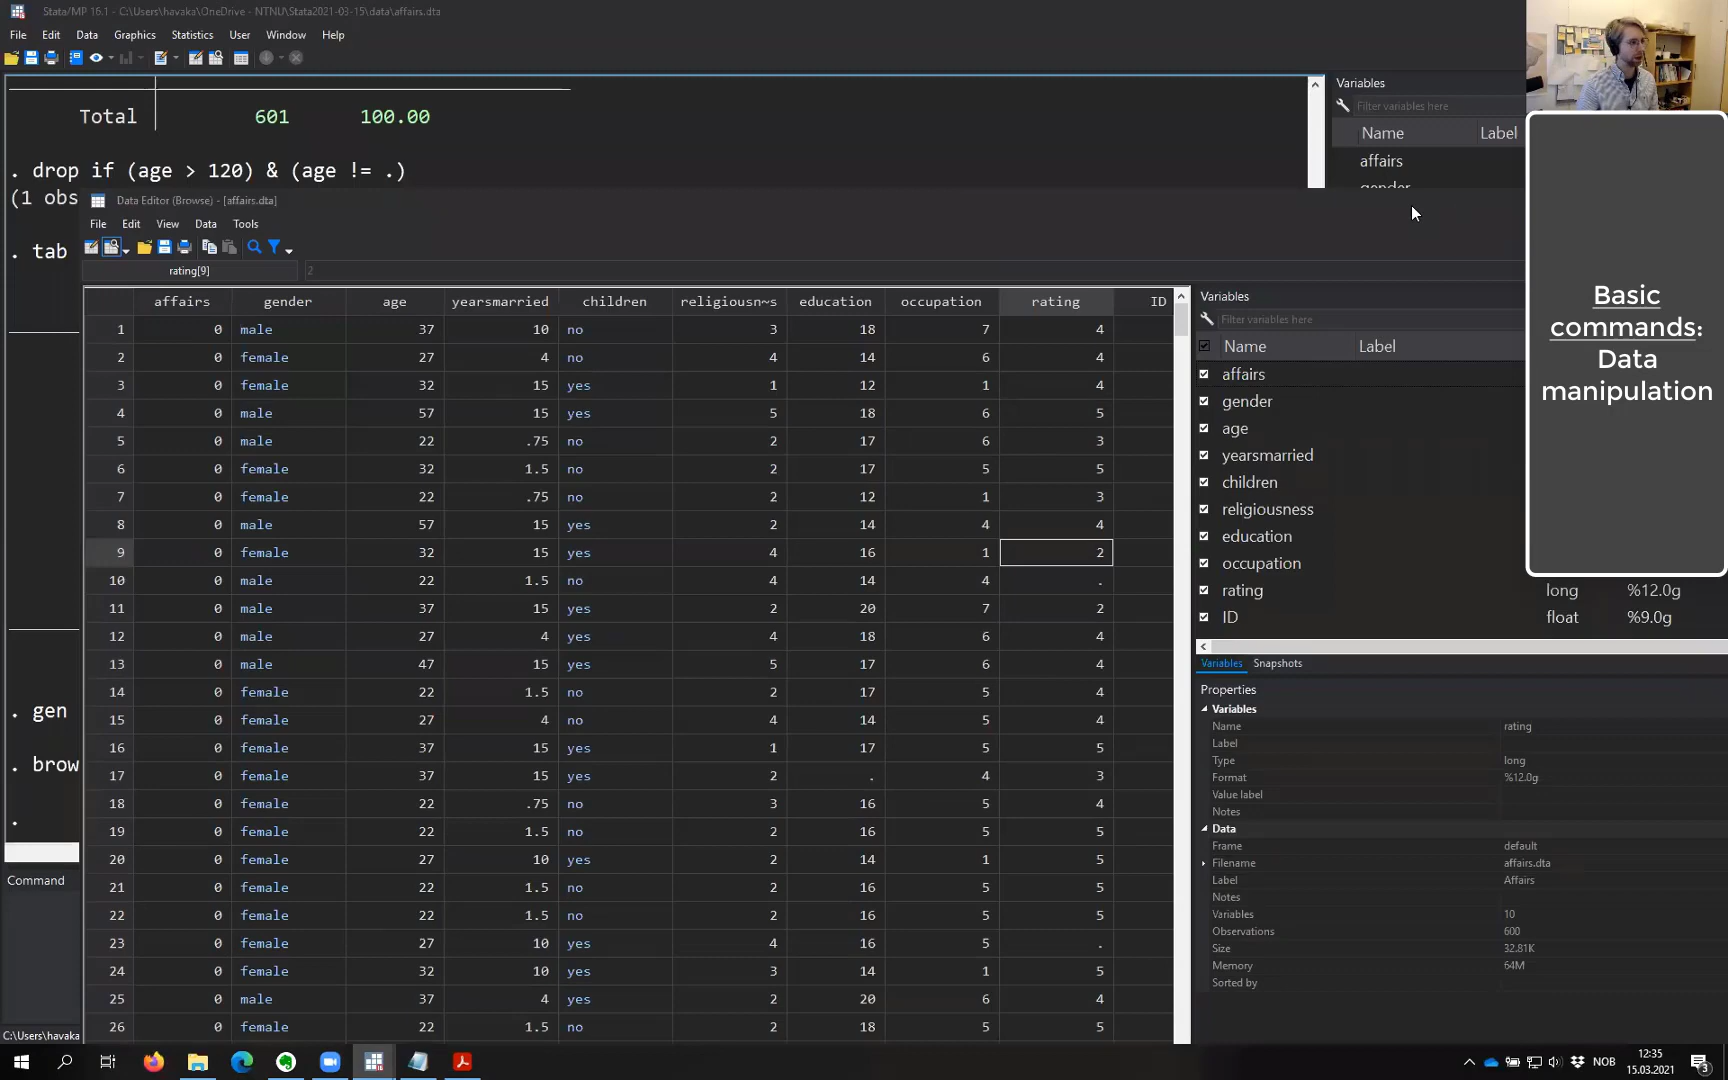 Stata/MP 16.1 - C:\Users\havaka\OneDrive - NTNU\Stata2021-03-15\data\affairs.dta
File Edit Data Graphics Statistics User Window Help
Total 601 100.00
. drop if (age > 120) & (age != .)
(1 obs
. tab
. gen
. brow
.
Command
C:\Users\havaka
Variables
Filter variables here
Name Label
affairs
gender
Data Editor (Browse) - [affairs.dta]
File Edit View Data Tools
rating[9] 2
affairs gender age yearsmarried children religiousn~s education occupation rating ID
1 0 male 37 10 no 3 18 7 4
2 0 female 27 4 no 4 14 6 4
3 0 female 32 15 yes 1 12 1 4
4 0 male 57 15 yes 5 18 6 5
5 0 male 22 .75 no 2 17 6 3
6 0 female 32 1.5 no 2 17 5 5
7 0 female 22 .75 no 2 12 1 3
8 0 male 57 15 yes 2 14 4 4
9 0 female 32 15 yes 4 16 1 2
10 0 male 22 1.5 no 4 14 4 .
11 0 male 37 15 yes 2 20 7 2
12 0 male 27 4 yes 4 18 6 4
13 0 male 47 15 yes 5 17 6 4
14 0 female 22 1.5 no 2 17 5 4
15 0 female 27 4 no 4 14 5 4
16 0 female 37 15 yes 1 17 5 5
17 0 female 37 15 yes 2 . 4 3
18 0 female 22 .75 no 3 16 5 4
19 0 female 22 1.5 no 2 16 5 5
20 0 female 27 10 yes 2 14 1 5
21 0 female 22 1.5 no 2 16 5 5
22 0 female 22 1.5 no 2 16 5 5
23 0 female 27 10 yes 4 16 5 .
24 0 female 32 10 yes 3 14 1 5
25 0 male 37 4 yes 2 20 6 4
26 0 female 22 1.5 no 2 18 5 5
Variables
Filter variables here
Name Label
affairs
gender
age
yearsmarried
children
religiousness
education
occupation
rating long %12.0g
ID float %9.0g
Variables Snapshots
Properties
Variables
Name rating
Label
Type long
Format %12.0g
Value label
Notes
Data
Frame default
Filename affairs.dta
Label Affairs
Notes
Variables 10
Observations 600
Size 32.81K
Memory 64M
Sorted by
Basic
commands:
Data
manipulation
NOB
12:35
15.03.2021
3